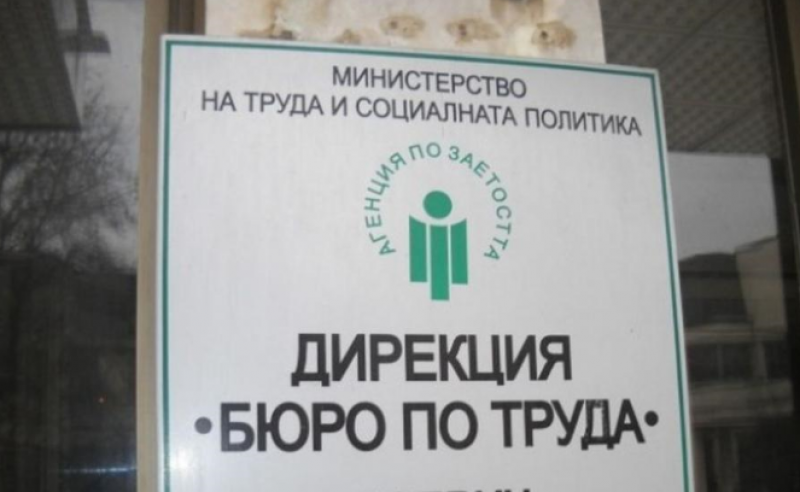 МИНИСТЕРСТВО
НА ТРУДА И СОЦИАЛНАТА ПОЛИТИКА
АГЕНЦИЯ ПО ЗАЕТОСТТА
ДИРЕКЦИЯ
•БЮРО ПО ТРУДА•